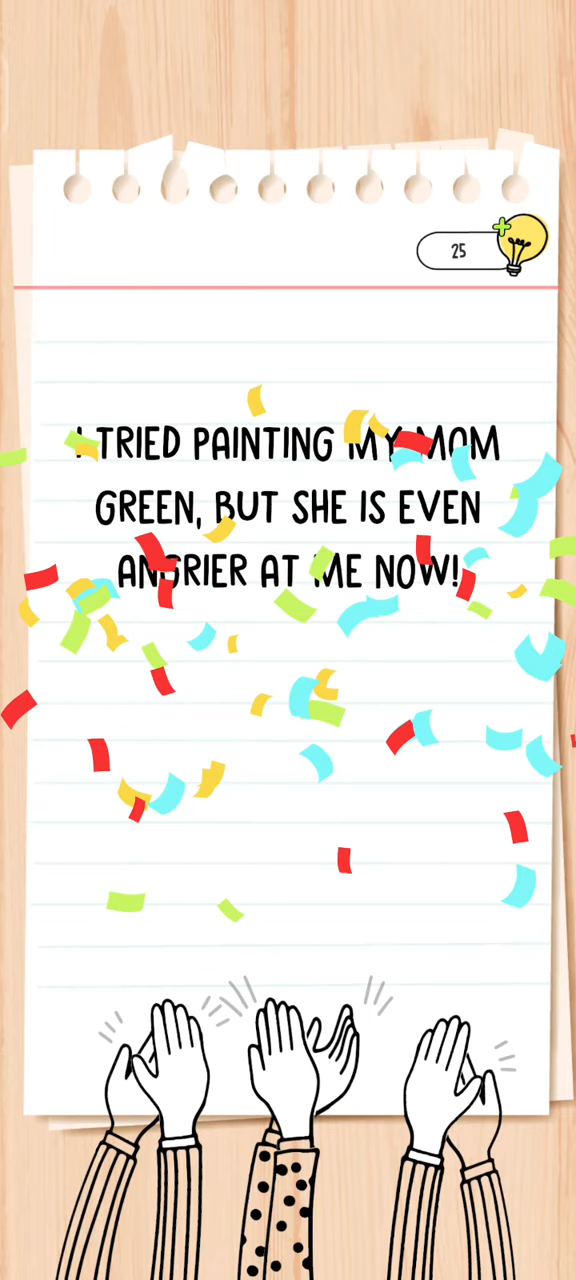 25
I TRIED PAINTING MY MOM
GREEN, BUT SHE IS EVEN
ANGRIER AT ME NOW!